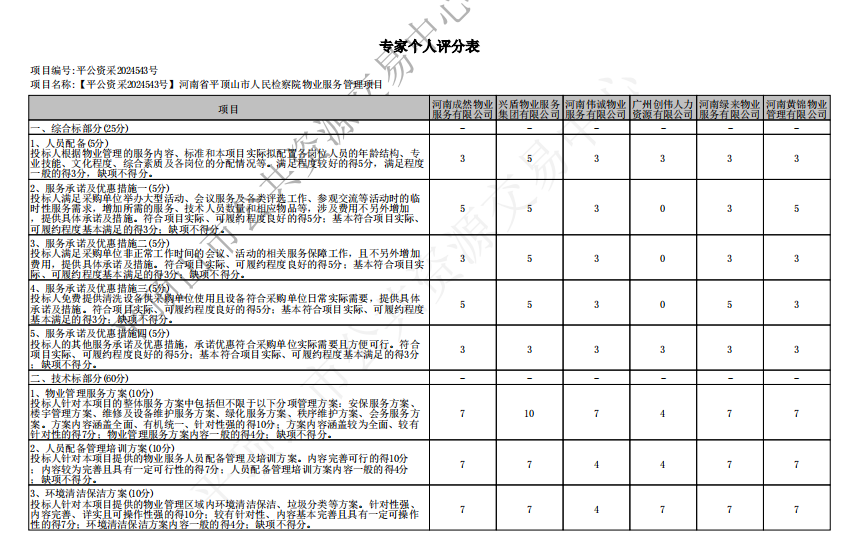 专家个人评分表
项目编号:平公资采2024543号
项目名称:【平公资采2024543号】河南省平顶山市人民检察院物业服务管理项目
项目 河南成然物业服务有限公司 兴盾物业服务集团有限公司 河南伟诚物业服务有限公司 广州创伟人力资源有限公司 河南绿来物业服务有限公司 河南黄锦物业管理有限公司
一、综合标部分(25分) – – – – – –
1、人员配备(5分)
投标人根据物业管理的服务内容、标准和本项目实际拟配置各岗位人员的年龄结构、专
业技能、文化程度、综合素质及各岗位的分配情况等。满足程度较好的得5分，满足程度
一般的得3分，缺项不得分。
3 5 3 3 3 3
2、服务承诺及优惠措施一(5分)
投标人满足采购单位举办大型活动、会议服务及各类评选工作、参观交流等活动时的临
时性服务需求，增加所需的服务、技术人员数量和相应物品等，涉及费用不另外增加
，提供具体承诺及措施。符合项目实际、可履约程度良好的得5分；基本符合项目实际、
可履约程度基本满足的得3分；缺项不得分。
5 5 3 0 3 5
3、服务承诺及优惠措施二(5分)
投标人满足采购单位非正常工作时间的会议、活动的相关服务保障工作，且不另外增加
费用，提供具体承诺及措施。符合项目实际、可履约程度良好的得5分；基本符合项目实
际、可履约程度基本满足的得3分；缺项不得分。
3 5 3 0 3 3
4、服务承诺及优惠措施三(5分)
投标人免费提供清洗设备供采购单位使用且设备符合采购单位日常实际需要，提供具体
承诺及措施。符合项目实际、可履约程度良好的得5分；基本符合项目实际、可履约程度
基本满足的得3分；缺项不得分。
5 5 3 0 5 3
5、服务承诺及优惠措施四(5分)
投标人的其他服务承诺及优惠措施，承诺优惠符合采购单位实际需要且方便可行。符合
项目实际、可履约程度良好的得5分；基本符合项目实际、可履约程度基本满足的得3分
；缺项不得分。
3 3 3 3 3 3
二、技术标部分(60分) – – – – – –
1、物业管理服务方案(10分)
投标人针对本项目的整体服务方案中包括但不限于以下分项管理方案：安保服务方案、
楼宇管理方案、维修及设备维护服务方案、绿化服务方案、秩序维护方案、会务服务方
案。方案内容涵盖全面、有机统一、针对性强的得10分；方案内容涵盖较为全面、较有
针对性的得7分；物业管理服务方案内容一般的得4分；缺项不得分。
7 10 7 4 7 7
2、人员配备管理培训方案(10分)
投标人针对本项目提供的物业服务人员配备管理及培训方案。内容完善可行的得10分
；内容较为完善且具有一定可行性的得7分；人员配备管理培训方案内容一般的得4分
；缺项不得分。
7 7 4 4 7 7
3、环境清洁保洁方案(10分)
投标人针对本项目提供的物业管理区域内环境清洁保洁、垃圾分类等方案。针对性强、
内容完善、详实且可操作性强的得10分；较有针对性、内容基本完善且具有一定可操作
性的得7分；环境清洁保洁方案内容一般的得4分；缺项不得分。
7 7 4 7 7 7